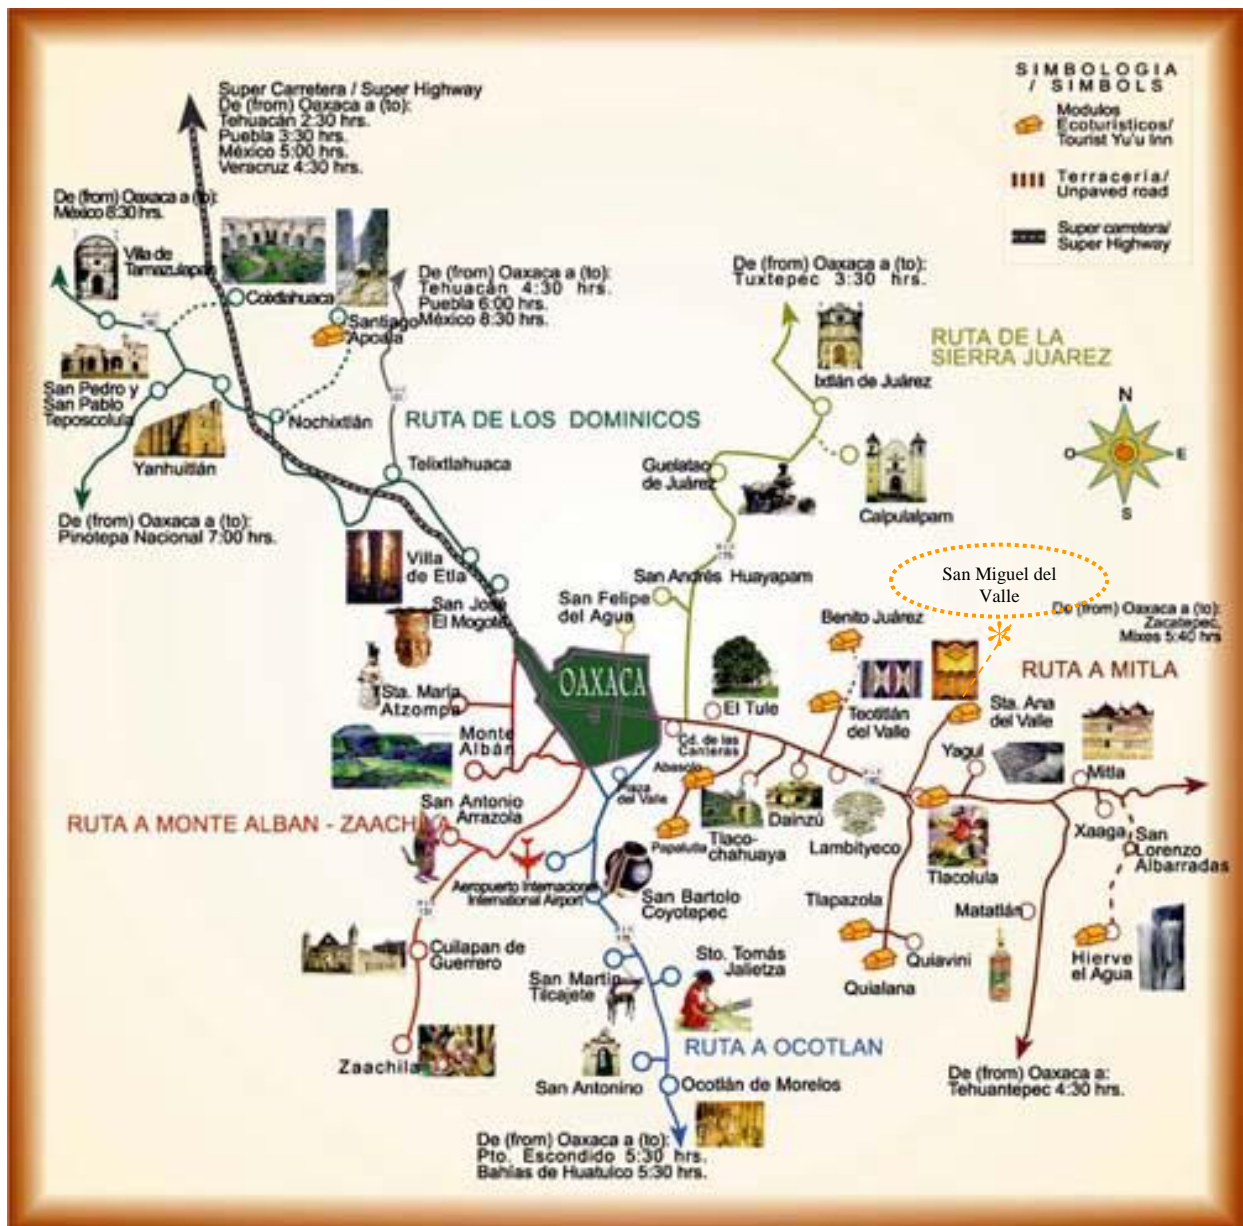 SIMBOLOGIA
/ SIMBOLS
Modulos
Ecoturísticos/
Tourist Yu'u Inn
Terracería/
Unpaved road
Super carretera/
Super Highway
Super Carretera / Super Highway
De (from) Oaxaca a (to):
Tehuacán 2:30 hrs.
Puebla 3:30 hrs.
México 5:00 hrs.
Veracruz 4:30 hrs.
De (from) Oaxaca a (to):
México 8:30 hrs.
Villa de
Tamazulapan
Coixtlahuaca
Santiago
Apoala
De (from) Oaxaca a (to):
Tehuacán 4:30 hrs.
Puebla 6:00 hrs.
México 8:30 hrs.
De (from) Oaxaca a (to):
Tuxtepec 3:30 hrs.
RUTA DE LA
SIERRA JUAREZ
Ixtlán de Juárez
San Pedro y
San Pablo
Teposcolula
Yanhuitlán
Nochixtlán
RUTA DE LOS DOMINICOS
Telixtlahuaca
Guelatao
de Juárez
Calpulalpam
N
O
E
S
De (from) Oaxaca a (to):
Pinotepa Nacional 7:00 hrs.
Villa
de Etla
San José
El Mogote
San Andrés Huayapam
San Felipe
del Agua
San Miguel del
Valle
De (from) Oaxaca a (to):
Zacatepec,
Mixes 5:40 hrs
Benito Juárez
RUTA A MITLA
OAXACA
Sta. María
Atzompa
El Tule
Teotitlán
del Valle
Sta. Ana
del Valle
Monte
Albán
Cd. de las
Canteras
Yagul
Mitla
Abasolo
Plaza
del Valle
San Antonio
Arrazola
RUTA A MONTE ALBAN - ZAACHILA
Dainzú
Papalutla
Tlaco-
chahuaya
Lambityeco
Tlacolula
Xaaga
San
Lorenzo
Albarradas
Aeropuerto Internacional
International Airport
San Bartolo
Coyotepec
Tlapazola
Matatlán
Cuilapan de
Guerrero
San Martín
Tilcajete
Sto. Tomás
Jalietza
Quiavini
Quialana
Hierve
el Agua
Zaachila
RUTA A OCOTLAN
San Antonino
Ocotlán de Morelos
De (from) Oaxaca a:
Tehuantepec 4:30 hrs.
De (from) Oaxaca a (to):
Pto. Escondido 5:30 hrs.
Bahías de Huatulco 5:30 hrs.